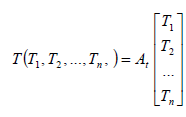 T(T₁, T₂, ..., Tₙ, ) = Aₜ [T₁
T₂
...
Tₙ]